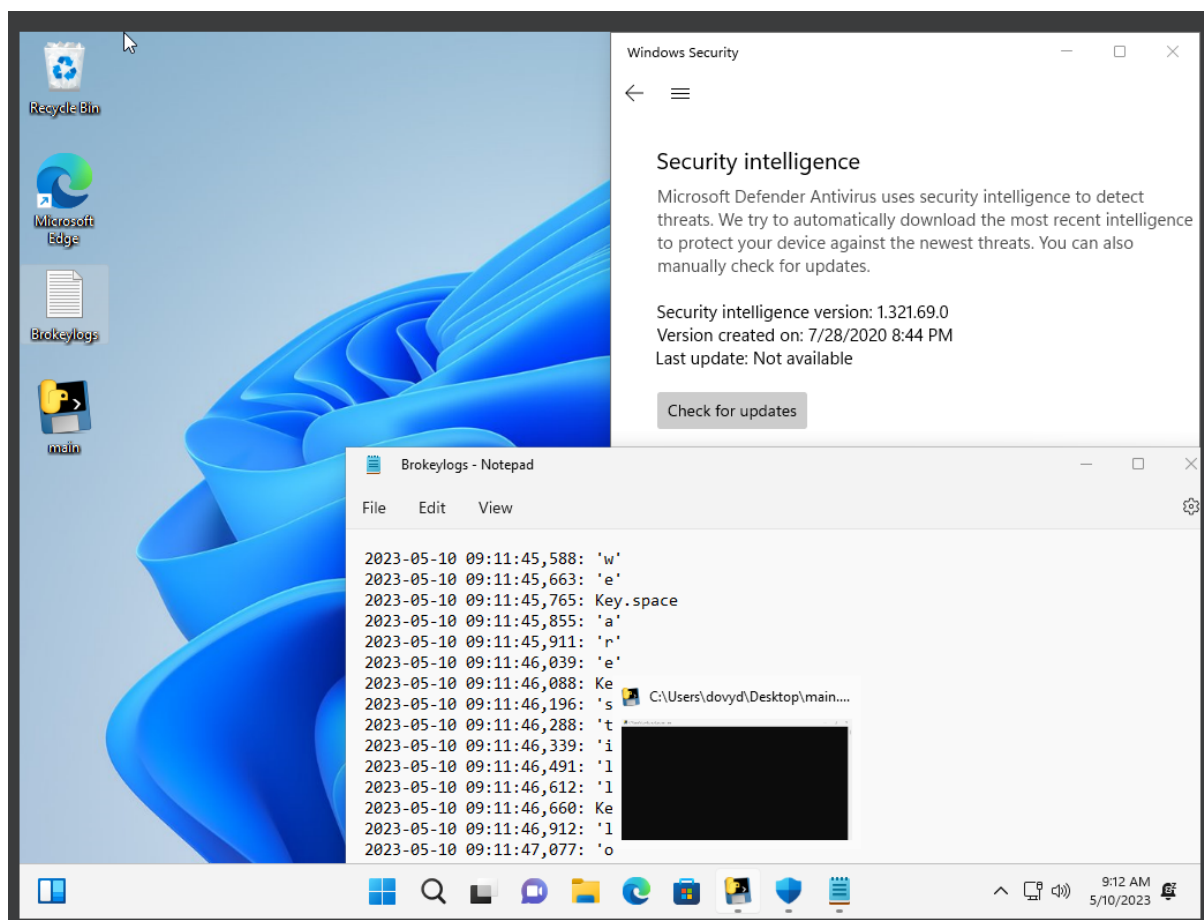 Recycle Bin
Microsoft
Edge
Brokeylogs
main
Windows Security
Security intelligence
Microsoft Defender Antivirus uses security intelligence to detect
threats. We try to automatically download the most recent intelligence
to protect your device against the newest threats. You can also
manually check for updates.
Security intelligence version: 1.321.69.0
Version created on: 7/28/2020 8:44 PM
Last update: Not available
Check for updates
Brokeylogs - Notepad
File Edit View
2023-05-10 09:11:45,588: 'w'
2023-05-10 09:11:45,663: 'e'
2023-05-10 09:11:45,765: Key.space
2023-05-10 09:11:45,855: 'a'
2023-05-10 09:11:45,911: 'r'
2023-05-10 09:11:46,039: 'e'
2023-05-10 09:11:46,088: Ke
2023-05-10 09:11:46,196: 's
2023-05-10 09:11:46,288: 't
2023-05-10 09:11:46,339: 'i
2023-05-10 09:11:46,491: 'l
2023-05-10 09:11:46,612: 'l
2023-05-10 09:11:46,660: Ke
2023-05-10 09:11:46,912: 'l
2023-05-10 09:11:47,077: 'o
C:\Users\dovyd\Desktop\main....
9:12 AM
5/10/2023